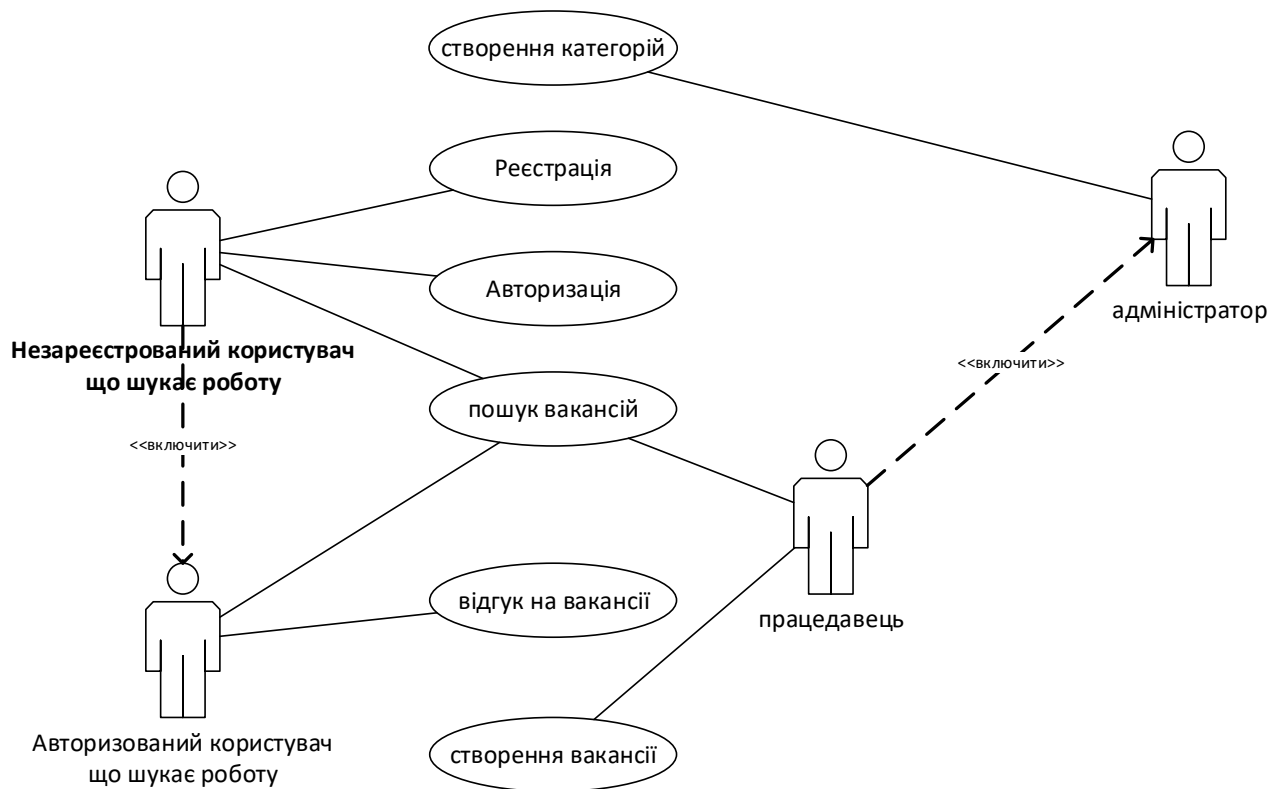 створення категорій
Реєстрація
Авторизація
адміністратор
Незареєстрований користувач
що шукає роботу
<<включити>>
пошук вакансій
<<включити>>
відгук на вакансії
працедавець
Авторизований користувач
що шукає роботу
створення вакансії